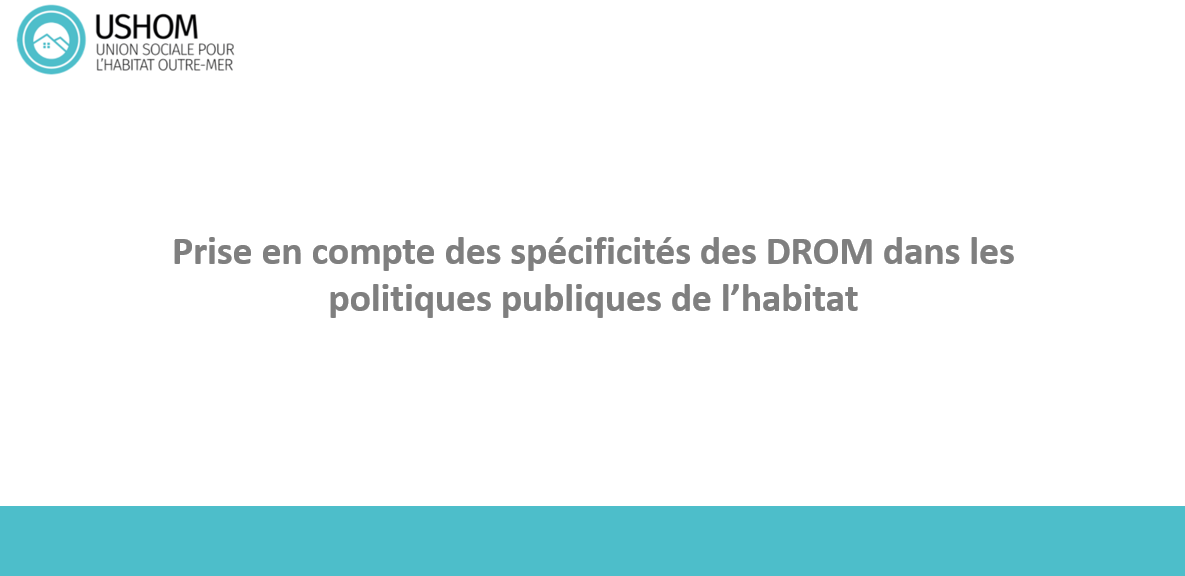 USHOM
UNION SOCIALE POUR
L'HABITAT OUTRE-MER
Prise en compte des spécificités des DROM dans les
politiques publiques de l’habitat